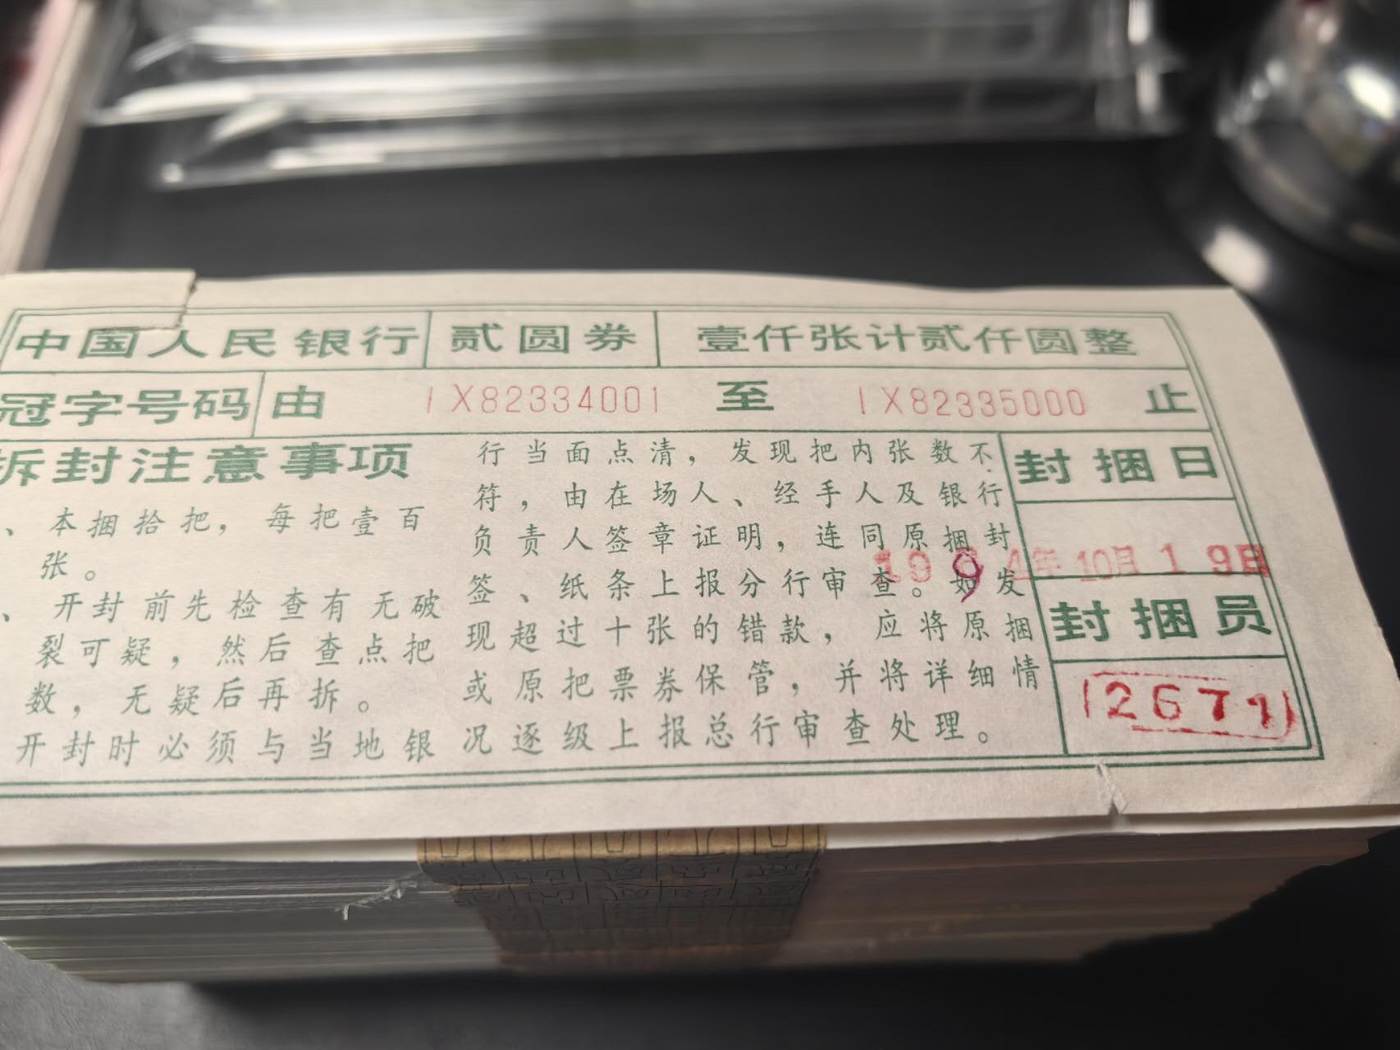 中国人民银行 贰圆券 壹仟张计贰仟圆整
冠字号码 由 IX82334001 至 IX82335000 止
拆封注意事项
、本捆拾把，每把壹百
张。
、开封前先检查有无破
裂可疑，然后查点把
数，无疑后再拆。
开封时必须与当地银
行当面点清，发现把内张数不
符，由在场人、经手人及银行
负责人签章证明，连同原捆封
签、纸条上报分行审查。如发
现超过十张的错款，应将原捆
或原把票券保管，并将详细情
况逐级上报总行审查处理。
封捆日
1994年10月19日
封捆员
2671